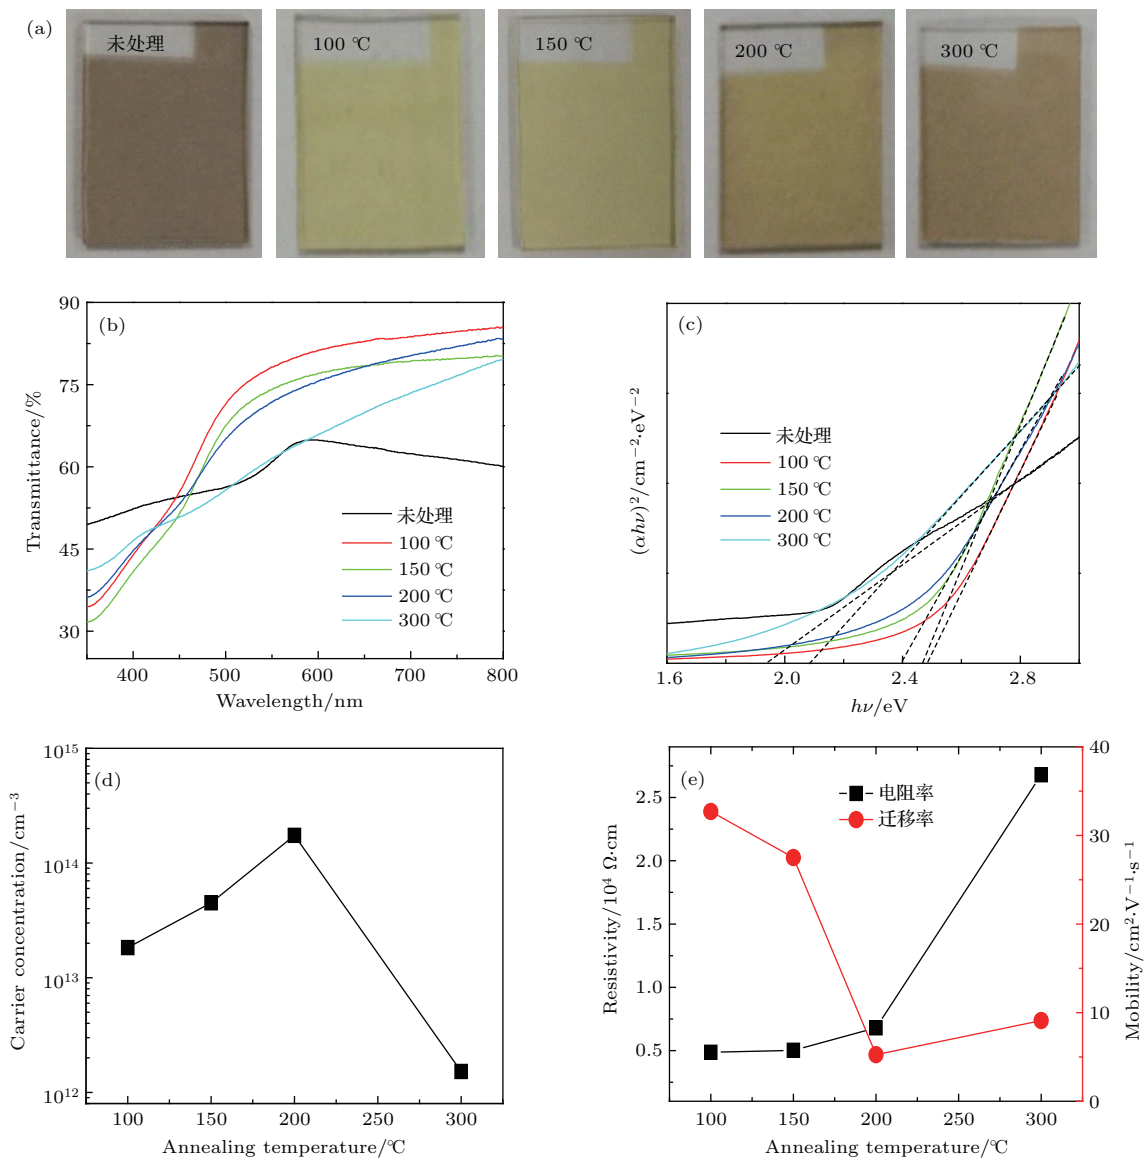 (a)
未处理
100 ℃
150 ℃
200 ℃
300 ℃
(b)
90
75
60
45
30
Transmittance/%
未处理
100 ℃
150 ℃
200 ℃
300 ℃
400
500
600
700
800
Wavelength/nm
(c)
(αhν)²/cm⁻²·eV⁻²
未处理
100 ℃
150 ℃
200 ℃
300 ℃
1.6
2.0
2.4
2.8
hν/eV
(d)
10¹⁵
10¹⁴
10¹³
10¹²
Carrier concentration/cm⁻³
100
150
200
250
300
Annealing temperature/℃
(e)
电阻率
迁移率
2.5
2.0
1.5
1.0
0.5
Resistivity/10⁴ Ω·cm
40
30
20
10
0
Mobility/cm²·V⁻¹·s⁻¹
100
150
200
250
300
Annealing temperature/℃